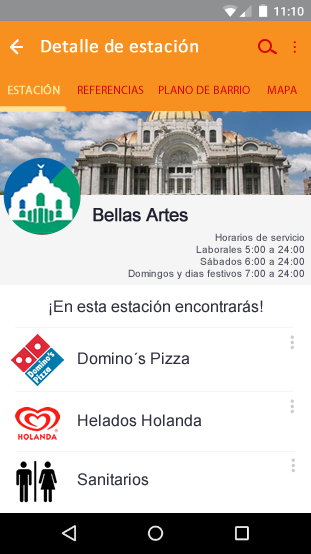 11:10
Detalle de estación
ESTACIÓN REFERENCIAS PLANO DE BARRIO MAPA
Bellas Artes
Horarios de servicio
Laborales 5:00 a 24:00
Sábados 6:00 a 24:00
Domingos y dias festivos 7:00 a 24:00
¡En esta estación encontrarás!
Domino's
Pizza
Domino´s Pizza
HOLANDA
Helados Holanda
Sanitarios